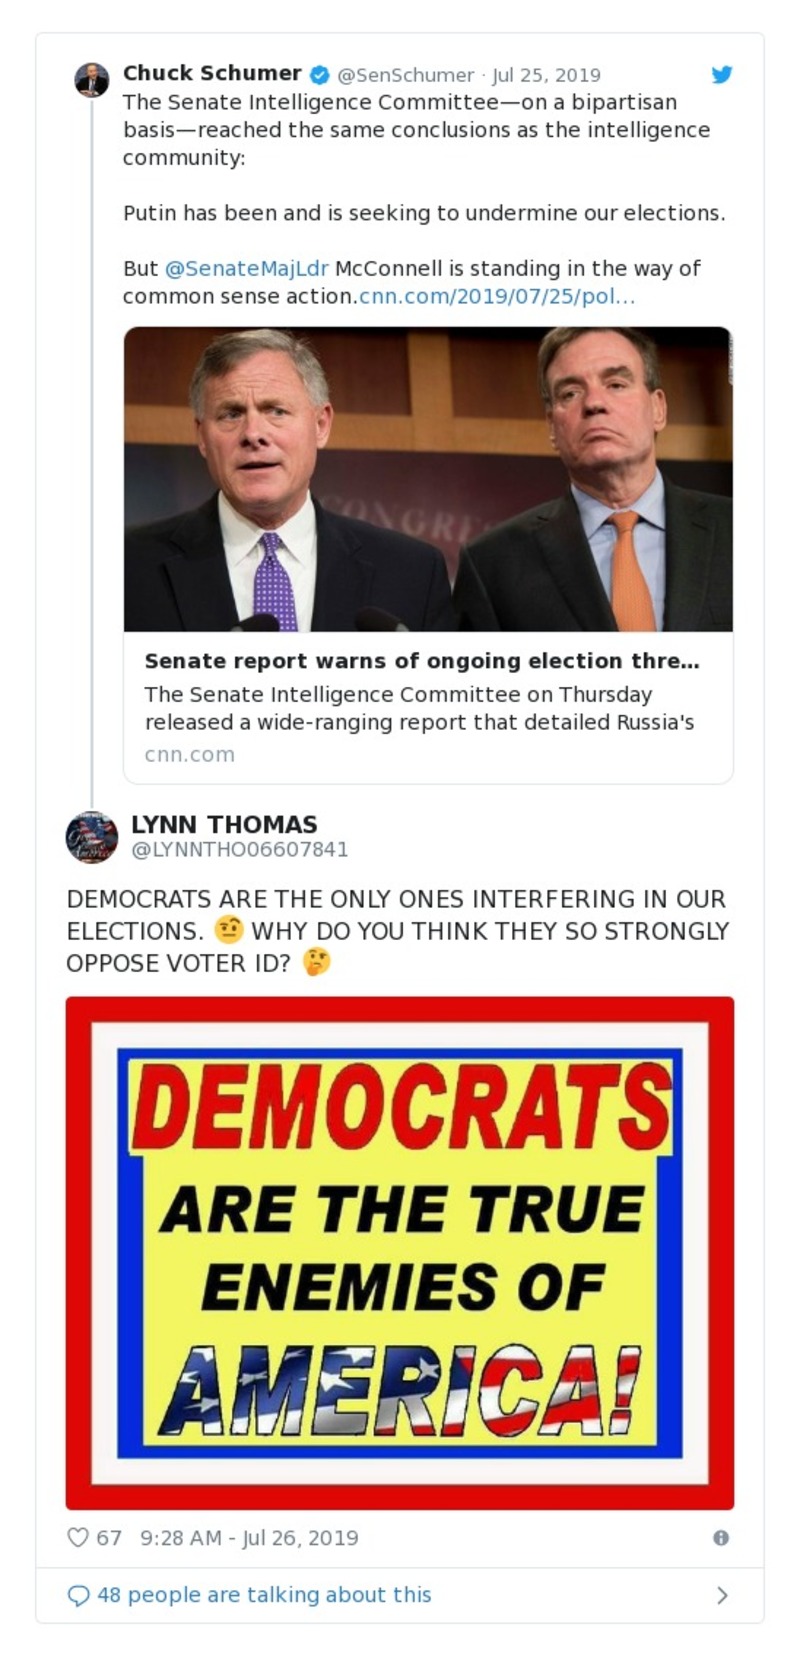 Chuck Schumer @SenSchumer · Jul 25, 2019
The Senate Intelligence Committee—on a bipartisan
basis—reached the same conclusions as the intelligence
community:
Putin has been and is seeking to undermine our elections.
But @SenateMajLdr McConnell is standing in the way of
common sense action.cnn.com/2019/07/25/pol…
CONGRE
Senate report warns of ongoing election thre…
The Senate Intelligence Committee on Thursday
released a wide-ranging report that detailed Russia's
cnn.com
LYNN THOMAS
@LYNNTHO06607841
DEMOCRATS ARE THE ONLY ONES INTERFERING IN OUR
ELECTIONS. 🤨 WHY DO YOU THINK THEY SO STRONGLY
OPPOSE VOTER ID? 🤔
DEMOCRATS
ARE THE TRUE
ENEMIES OF
AMERICA!
67 9:28 AM - Jul 26, 2019
48 people are talking about this